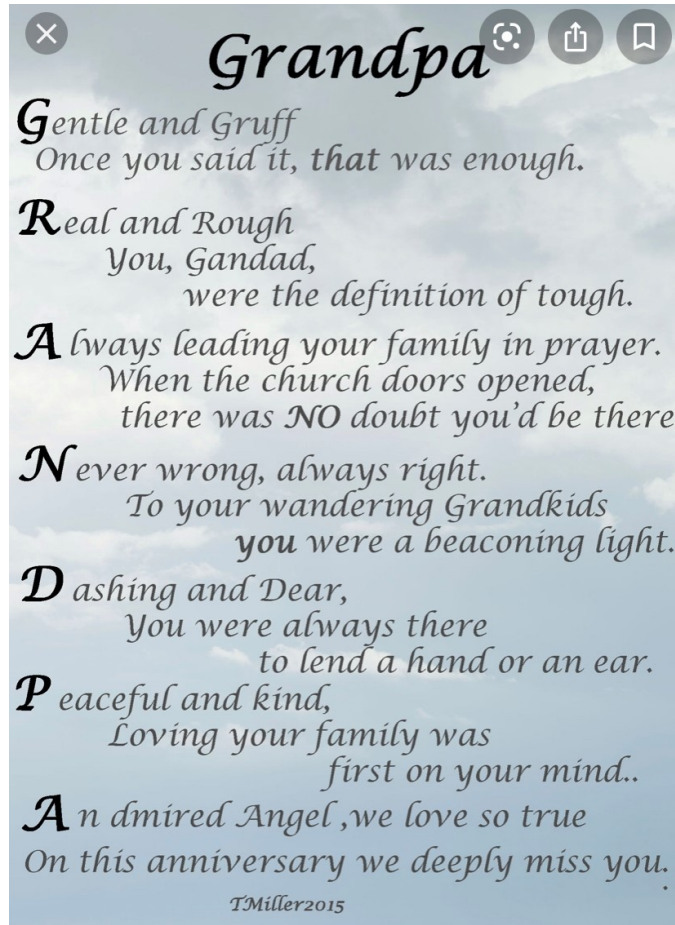 Grandpa
Gentle and Gruff
Once you said it, that was enough.
Real and Rough
You, Gandad,
were the definition of tough.
Always leading your family in prayer.
When the church doors opened,
there was NO doubt you'd be there
Never wrong, always right.
To your wandering Grandkids
you were a beaconing light.
Dashing and Dear,
You were always there
to lend a hand or an ear.
Peaceful and kind,
Loving your family was
first on your mind..
An dmired Angel ,we love so true
On this anniversary we deeply miss you.
.
TMiller2015